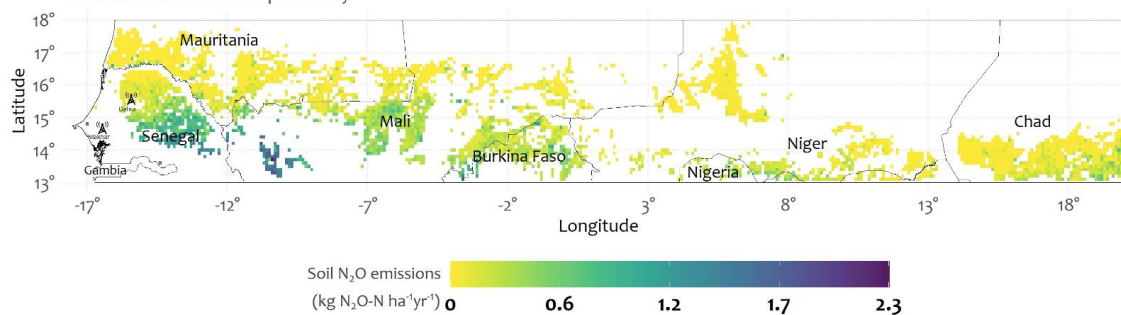 18°
17°
16°
15°
14°
13°
Latitude
Mauritania
Dahra
Niakhar
Senegal
Gambia
Mali
Burkina Faso
Niger
Nigeria
Chad
-17° -12° -7° -2° 3° 8° 13° 18°
Longitude
Soil N₂O emissions
(kg N₂O-N ha⁻¹yr⁻¹) 0 0.6 1.2 1.7 2.3